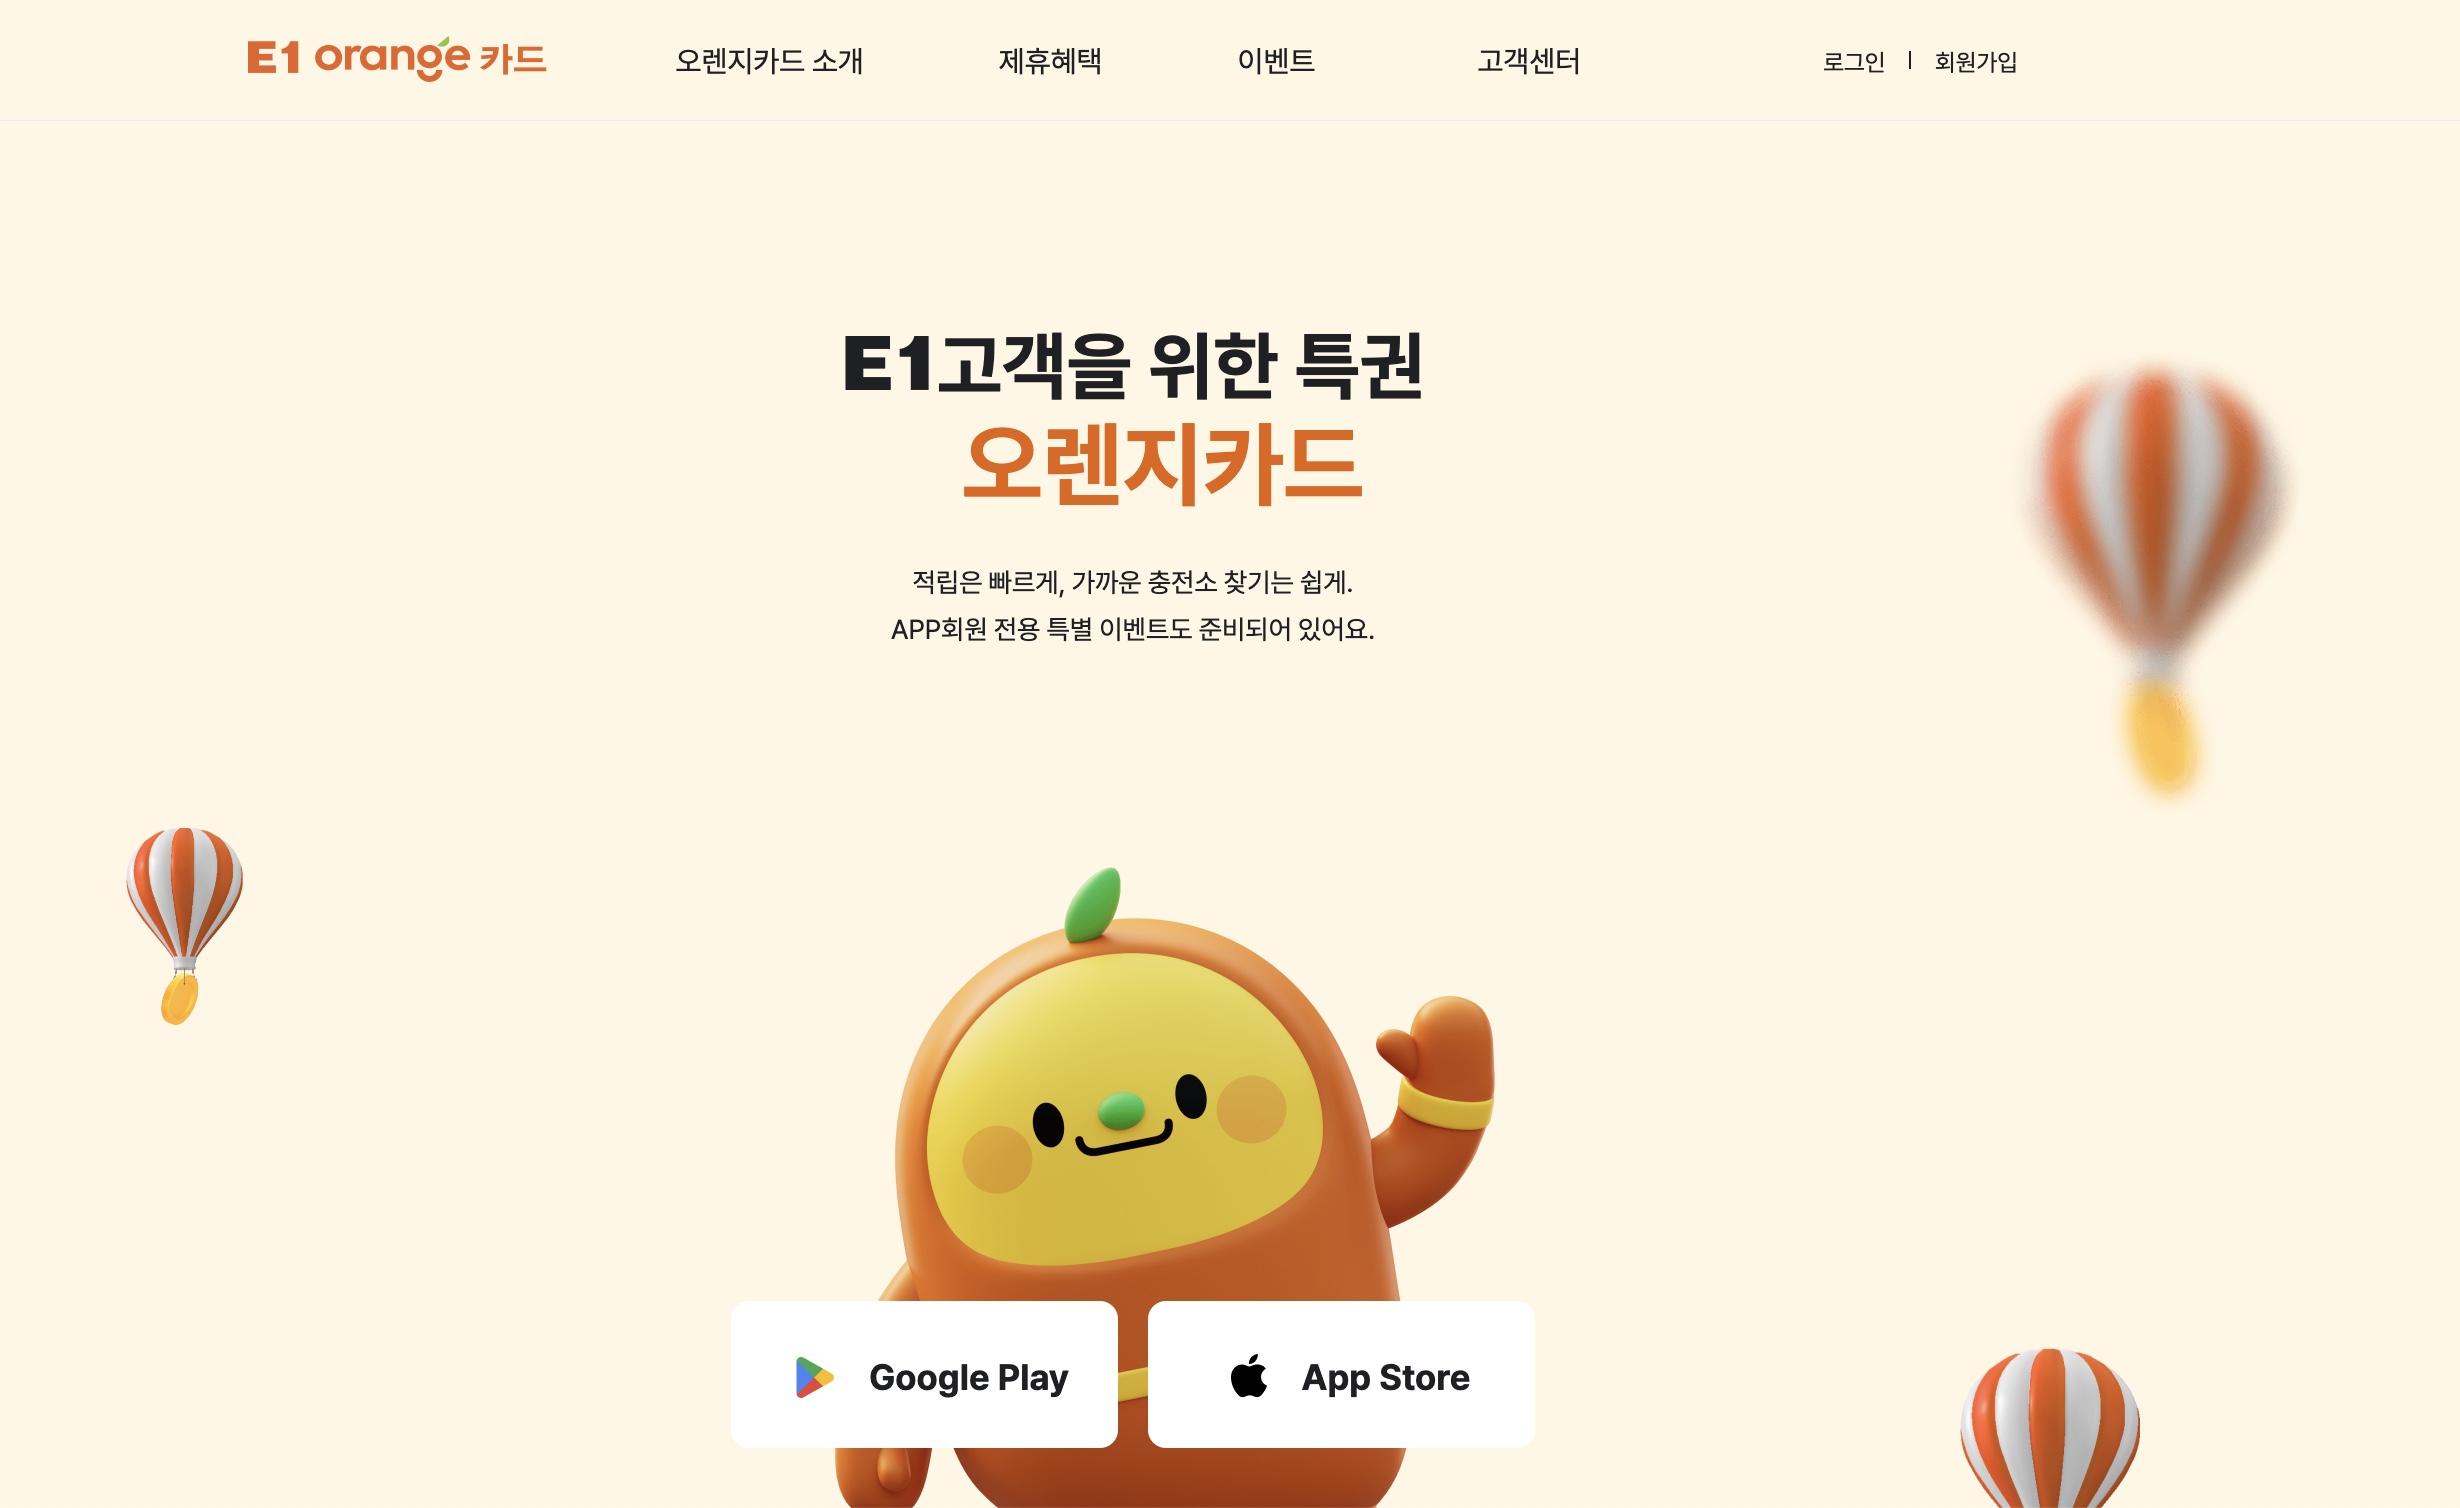 E1 orange 카드
오렌지카드 소개
제휴혜택
이벤트
고객센터
로그인 | 회원가입
E1고객을 위한 특권
오렌지카드
적립은 빠르게, 가까운 충전소 찾기는 쉽게.
APP회원 전용 특별 이벤트도 준비되어 있어요.
Google Play
App Store